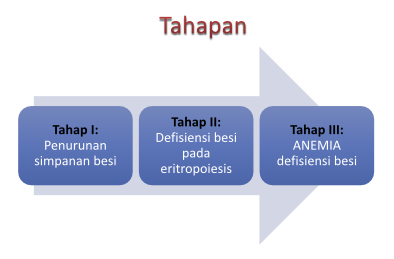 Tahapan
Tahap I:
Penurunan
simpanan besi
Tahap II:
Defisiensi besi
pada
eritropoiesis
Tahap III:
ANEMIA
defisiensi besi